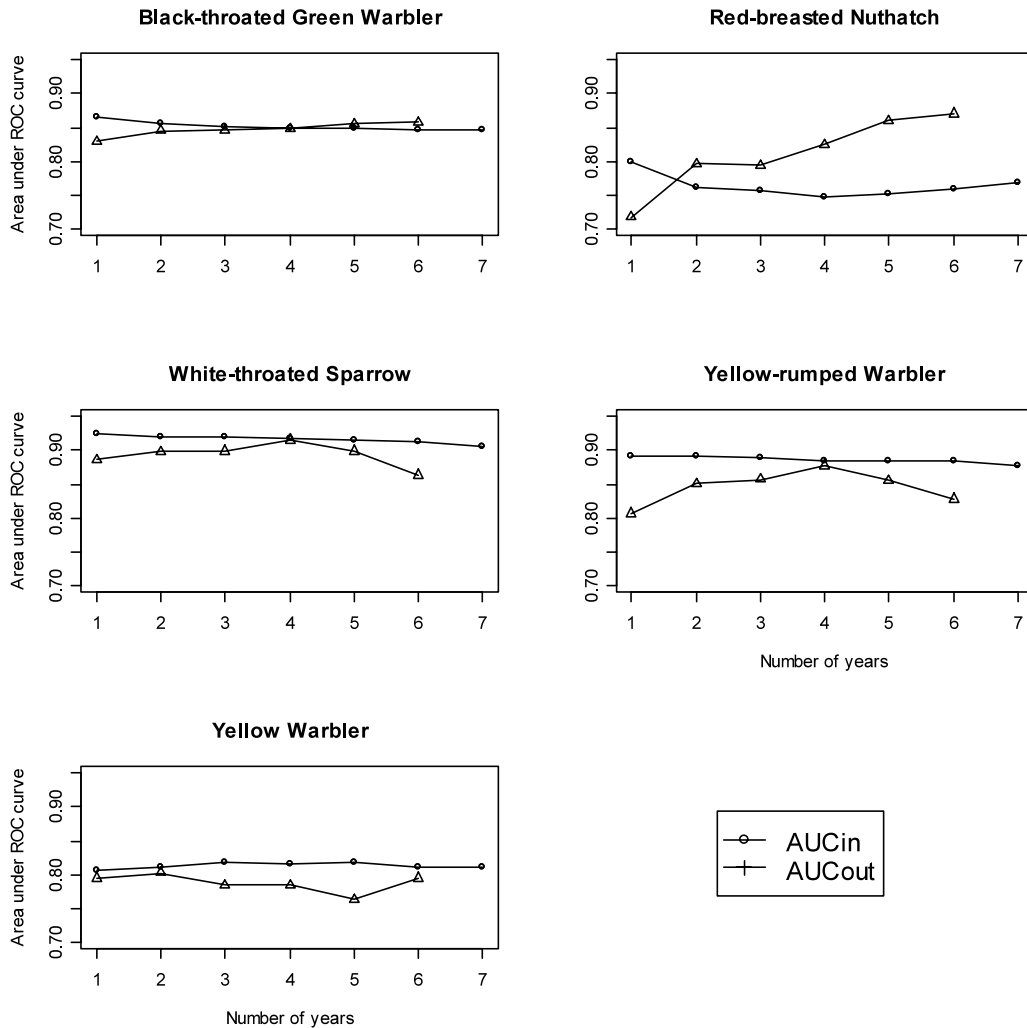 Black-throated Green Warbler
Area under ROC curve
0.90
0.80
0.70
1 2 3 4 5 6 7
Red-breasted Nuthatch
0.90
0.80
0.70
1 2 3 4 5 6 7
White-throated Sparrow
Area under ROC curve
0.90
0.80
0.70
1 2 3 4 5 6 7
Yellow-rumped Warbler
0.90
0.80
0.70
1 2 3 4 5 6 7
Number of years
Yellow Warbler
Area under ROC curve
0.90
0.80
0.70
1 2 3 4 5 6 7
Number of years
AUCin
AUCout